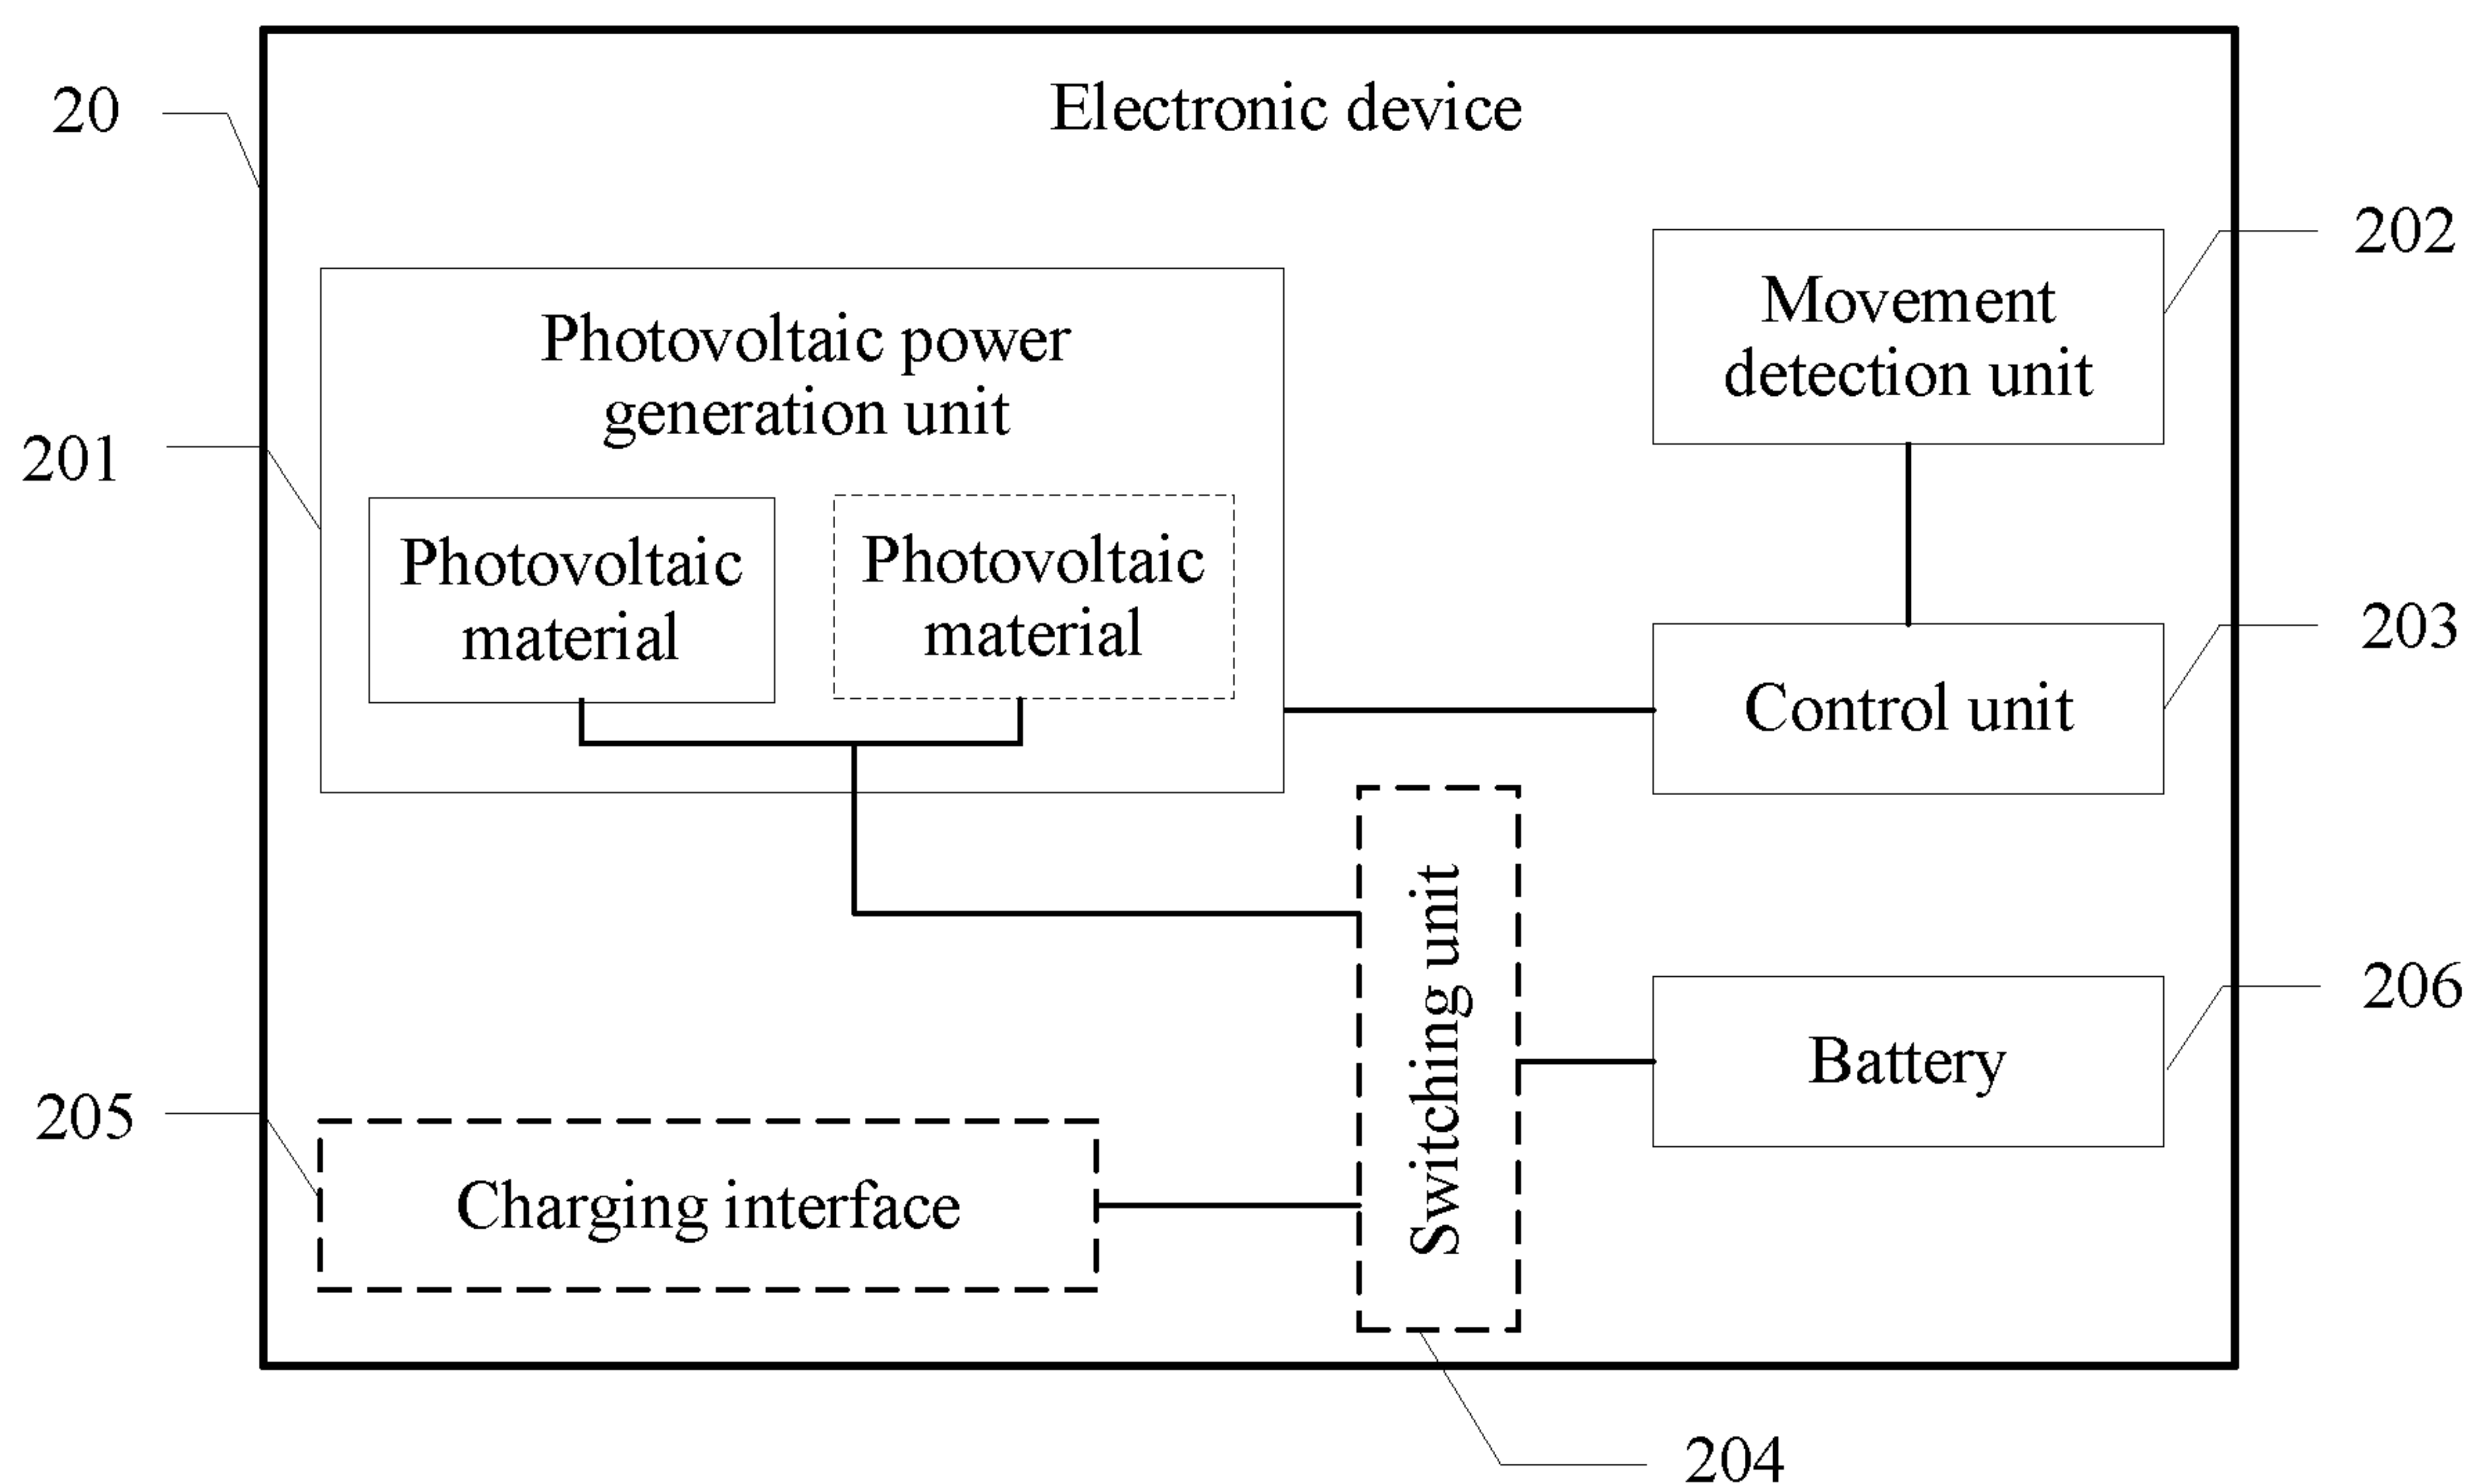 Electronic device
20
202
Movement
detection unit
Photovoltaic power
generation unit
201
Photovoltaic
material
Photovoltaic
material
203
Control unit
Switching unit
206
Battery
205
Charging interface
204